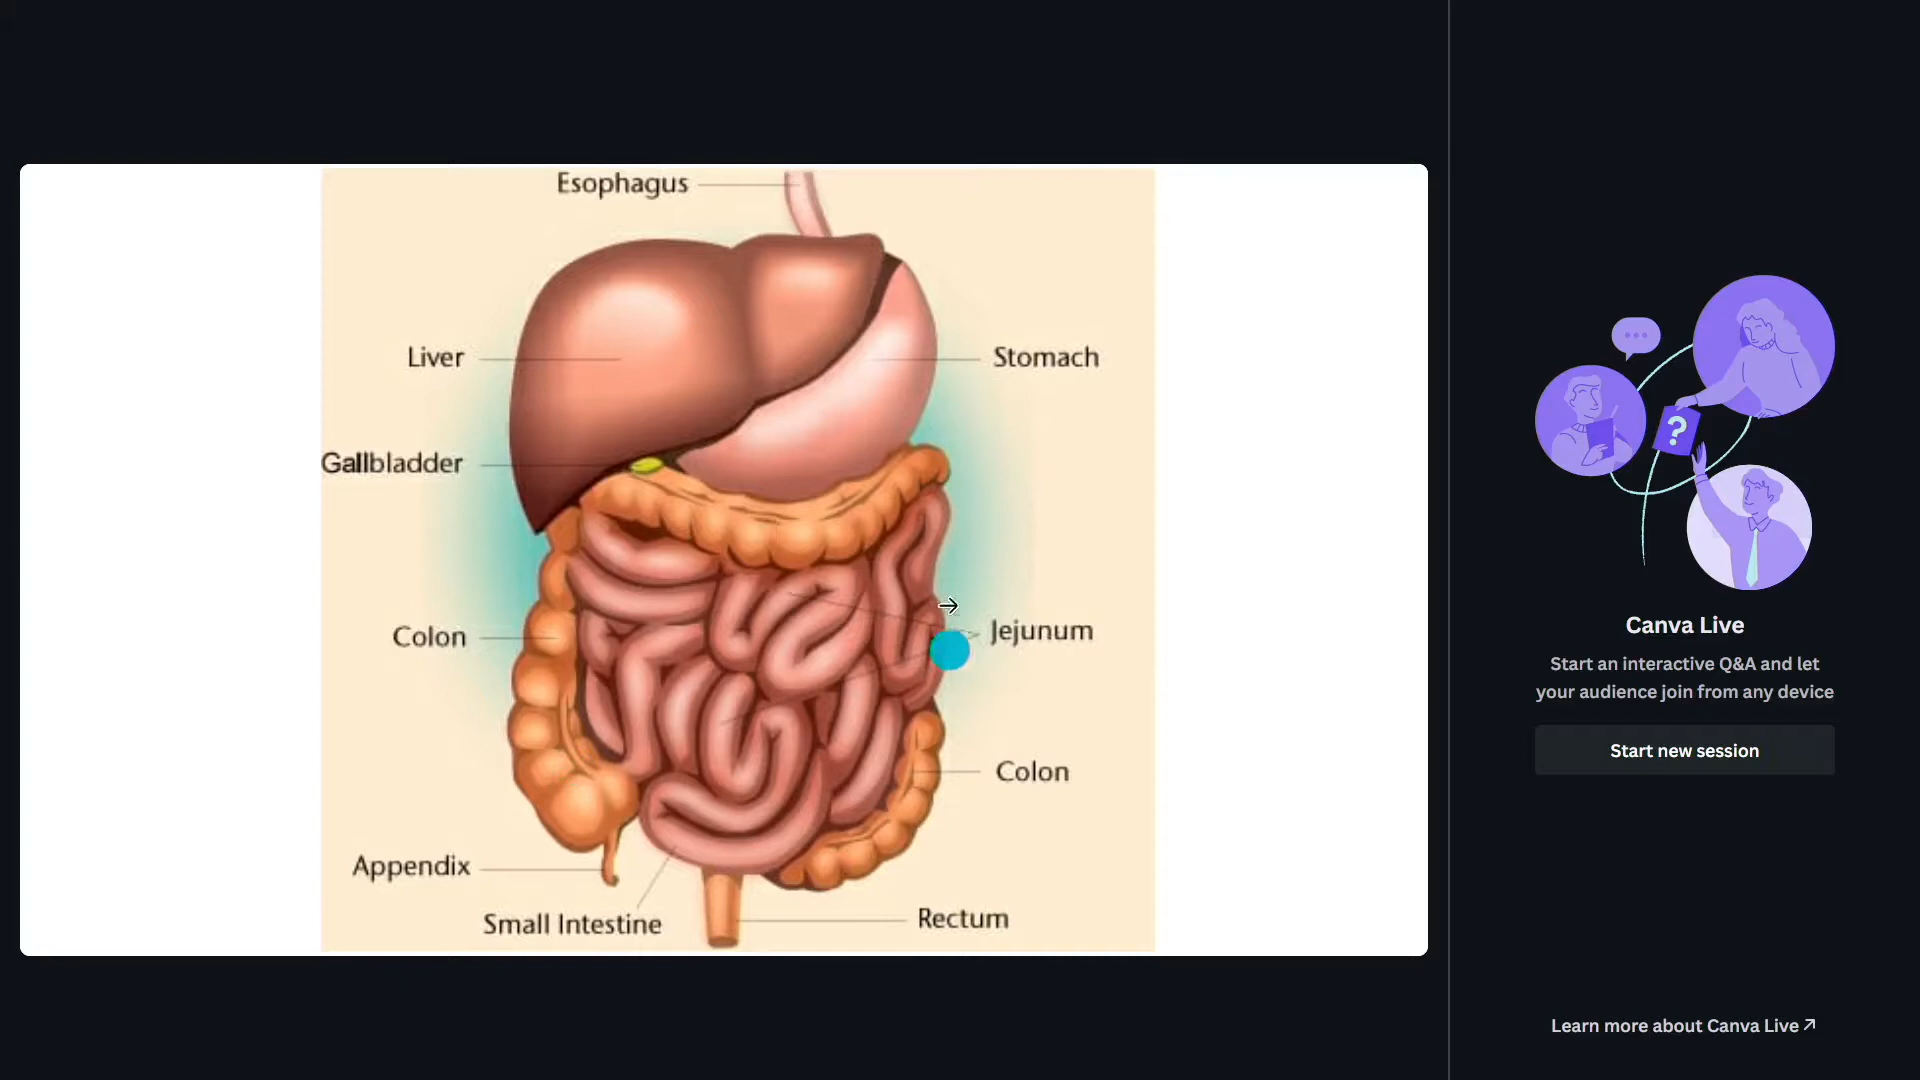 Esophagus
Liver
Stomach
Gallbladder
Colon
Jejunum
Colon
Appendix
Small Intestine
Rectum
?
Canva Live
Start an interactive Q&A and let
your audience join from any device
Start new session
Learn more about Canva Live